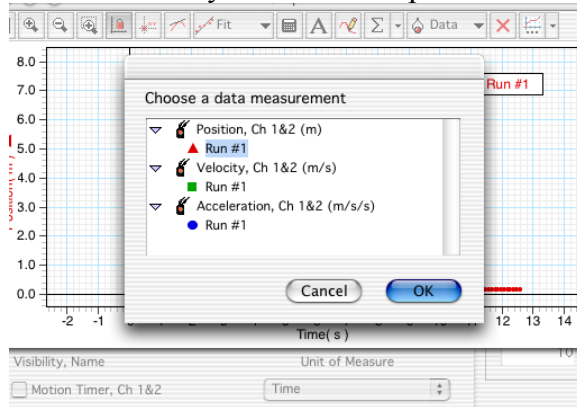 Fit Σ Data
8.0
7.0
6.0
5.0
4.0
3.0
2.0
1.0
0.0
Run #1
Choose a data measurement
Position, Ch 1&2 (m)
Run #1
Velocity, Ch 1&2 (m/s)
Run #1
Acceleration, Ch 1&2 (m/s/s)
Run #1
Cancel OK
-2 -1 12 13 14
Time( s )
Visibility, Name Unit of Measure
Motion Timer, Ch 1&2 Time